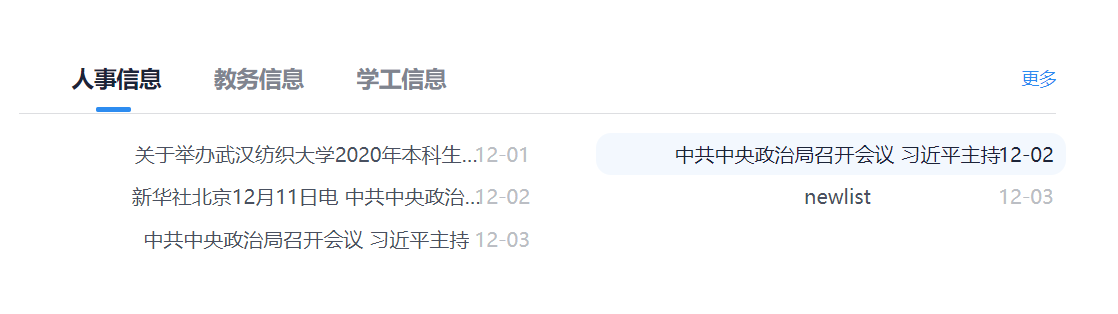 人事信息 教务信息 学工信息 更多
关于举办武汉纺织大学2020年本科生... 12-01
新华社北京12月11日电 中共中央政治... 12-02
中共中央政治局召开会议 习近平主持 12-03
中共中央政治局召开会议 习近平主持 12-02
newlist 12-03